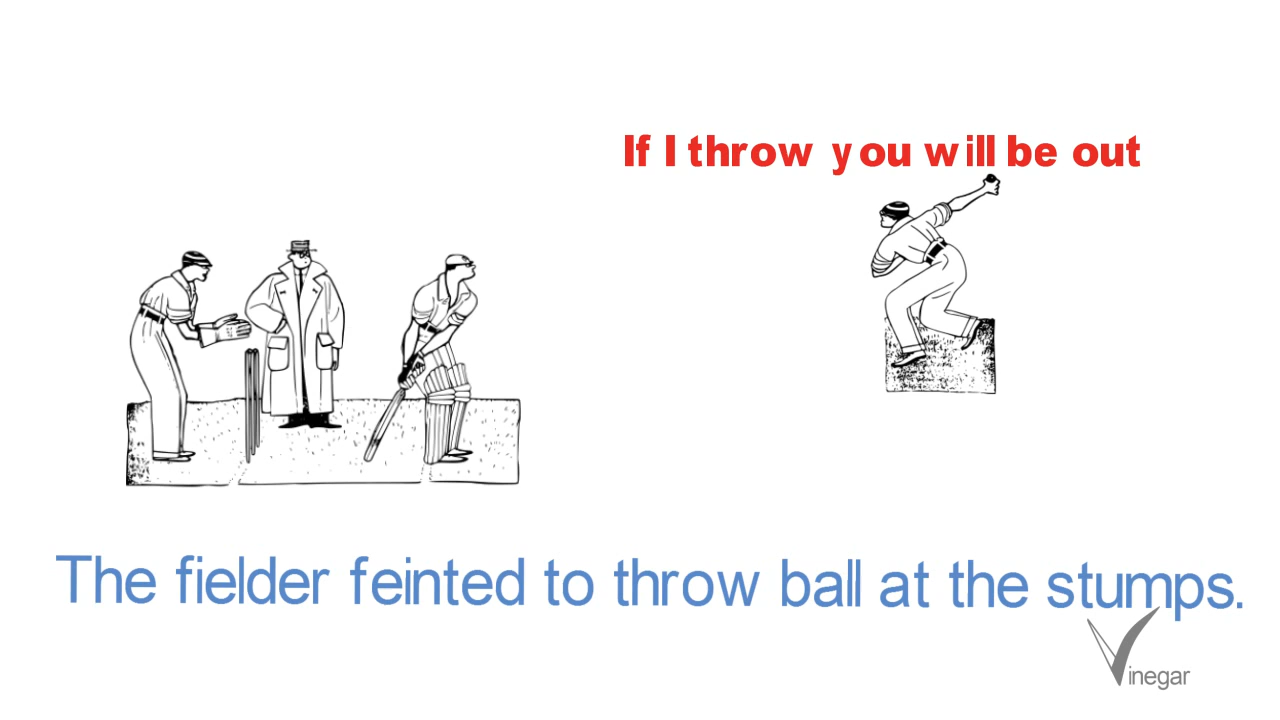 If I throw you will be out
The fielder feinted to throw ball at the stumps.
Vinegar